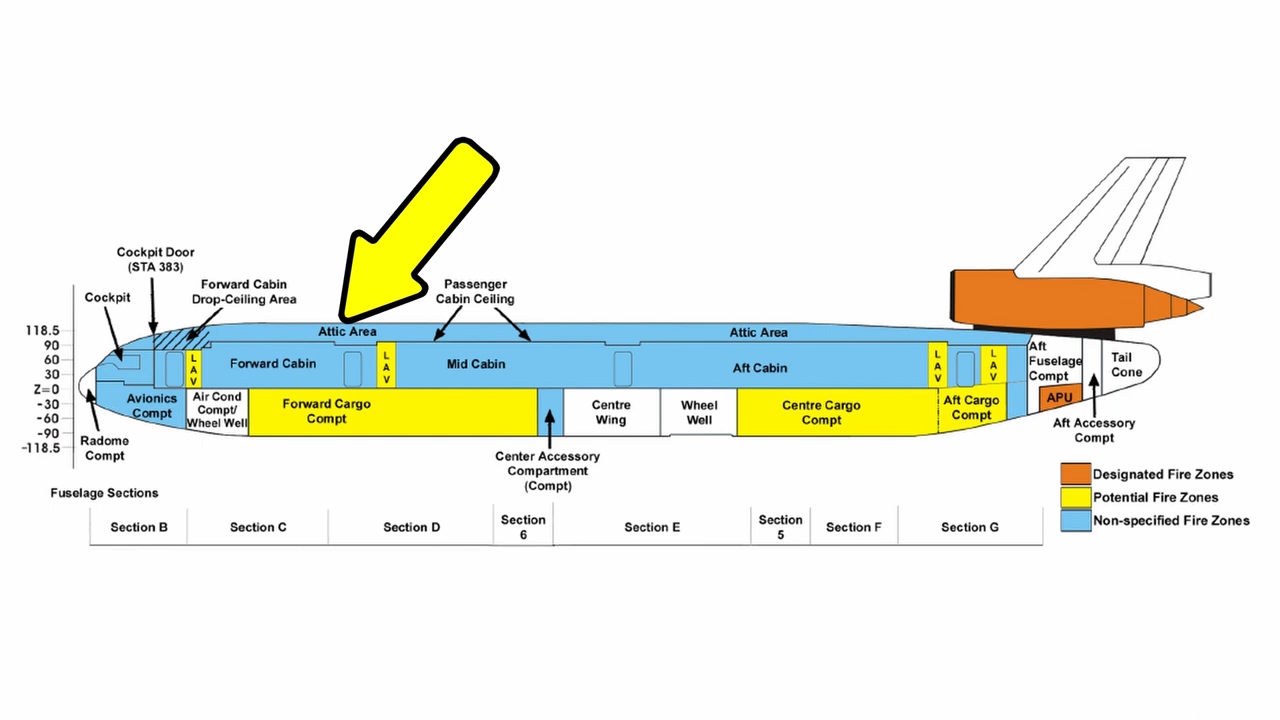 Cockpit Door
(STA 383)
Cockpit
Forward Cabin
Drop-Ceiling Area
Passenger
Cabin Ceiling
118.5
90
60
30
Z=0
-30
-60
-90
-118.5
Attic Area
Attic Area
LAV
Forward Cabin
LAV
Mid Cabin
Aft Cabin
LAV
LAV
Aft
Fuselage
Compt
Tail
Cone
Avionics
Compt
Air Cond
Compt/
Wheel Well
Forward Cargo
Compt
Centre
Wing
Wheel
Well
Centre Cargo
Compt
Aft Cargo
Compt
APU
Radome
Compt
Center Accessory
Compartment
(Compt)
Aft Accessory
Compt
Designated Fire Zones
Potential Fire Zones
Non-specified Fire Zones
Fuselage Sections
Section B
Section C
Section D
Section
6
Section E
Section
5
Section F
Section G